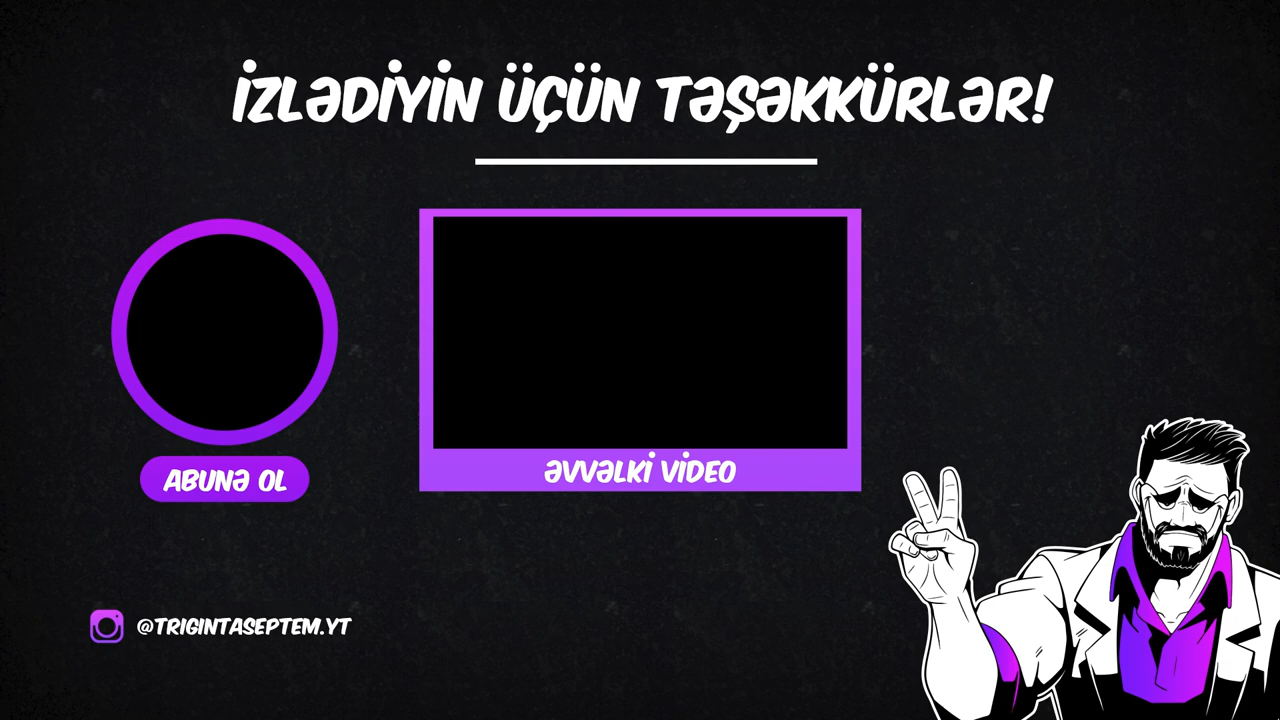 İZLƏDİYİN ÜÇÜN TƏŞƏKKÜRLƏR!
ƏVVƏLKİ VİDEO
ABUNƏ OL
@TRIGINTASEPTEM.YT